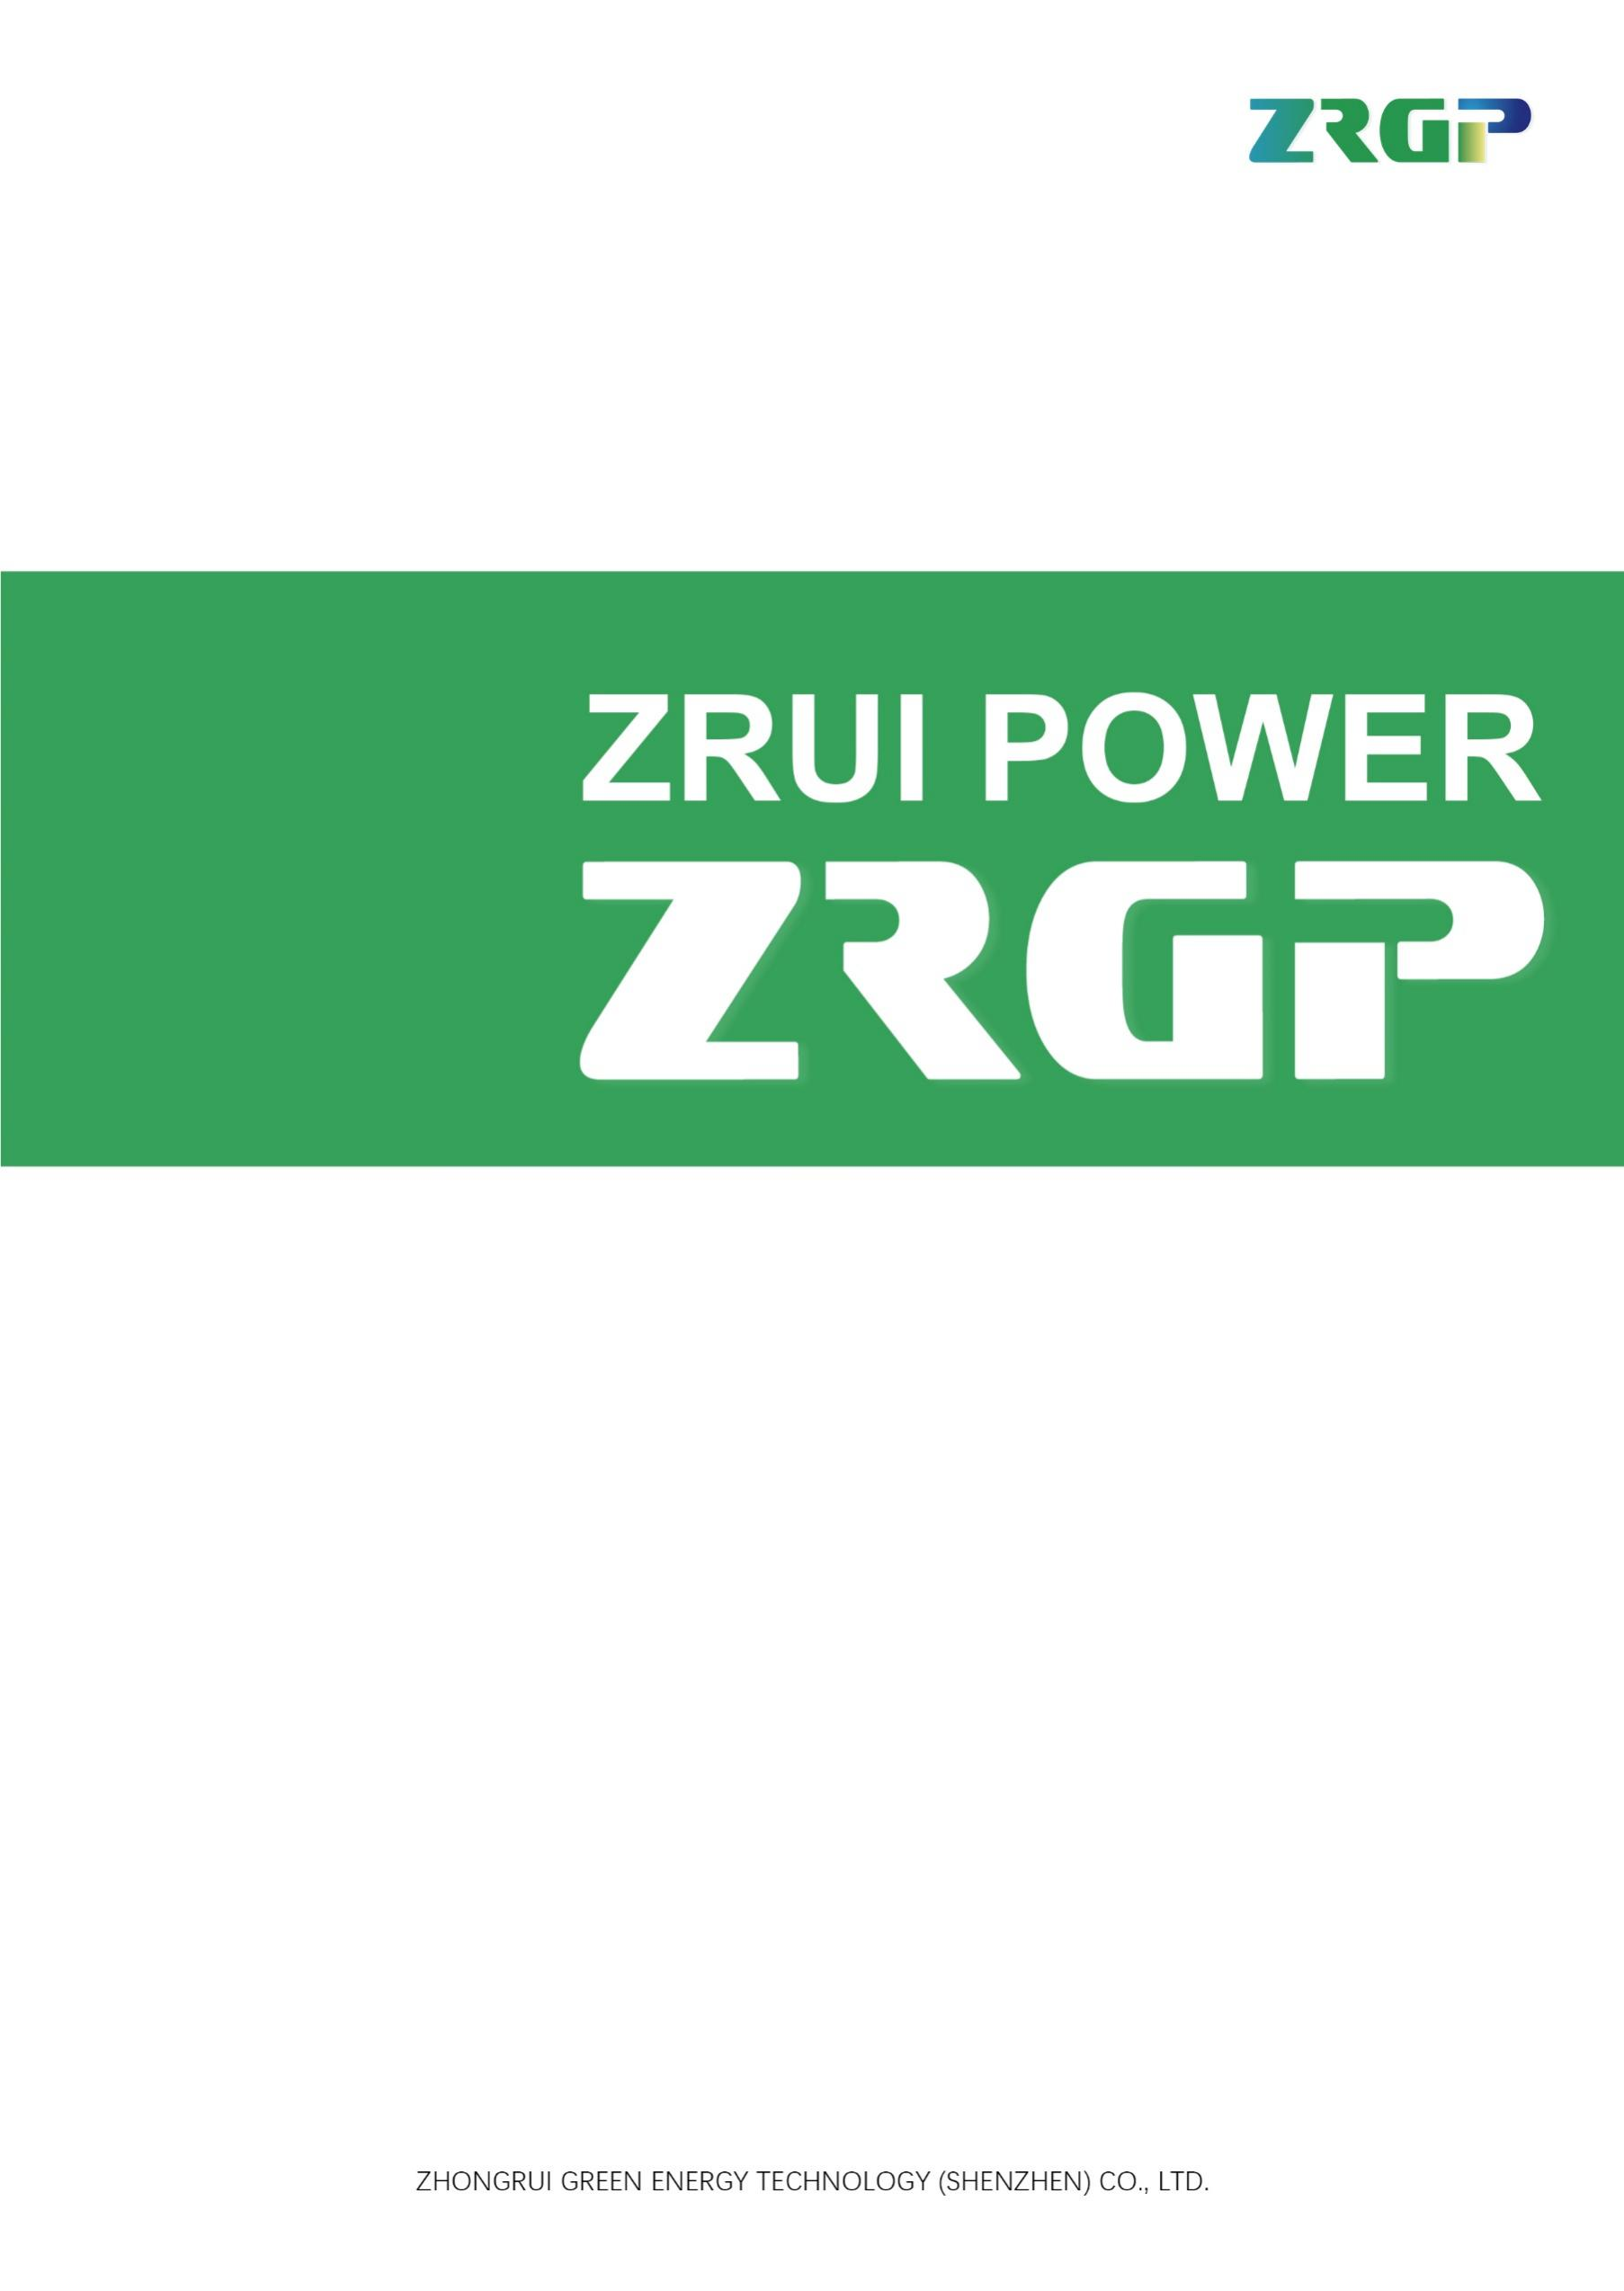 ZRGP
ZRUI POWER
ZRGP
ZHONGRUI GREEN ENERGY TECHNOLOGY (SHENZHEN) CO., LTD.